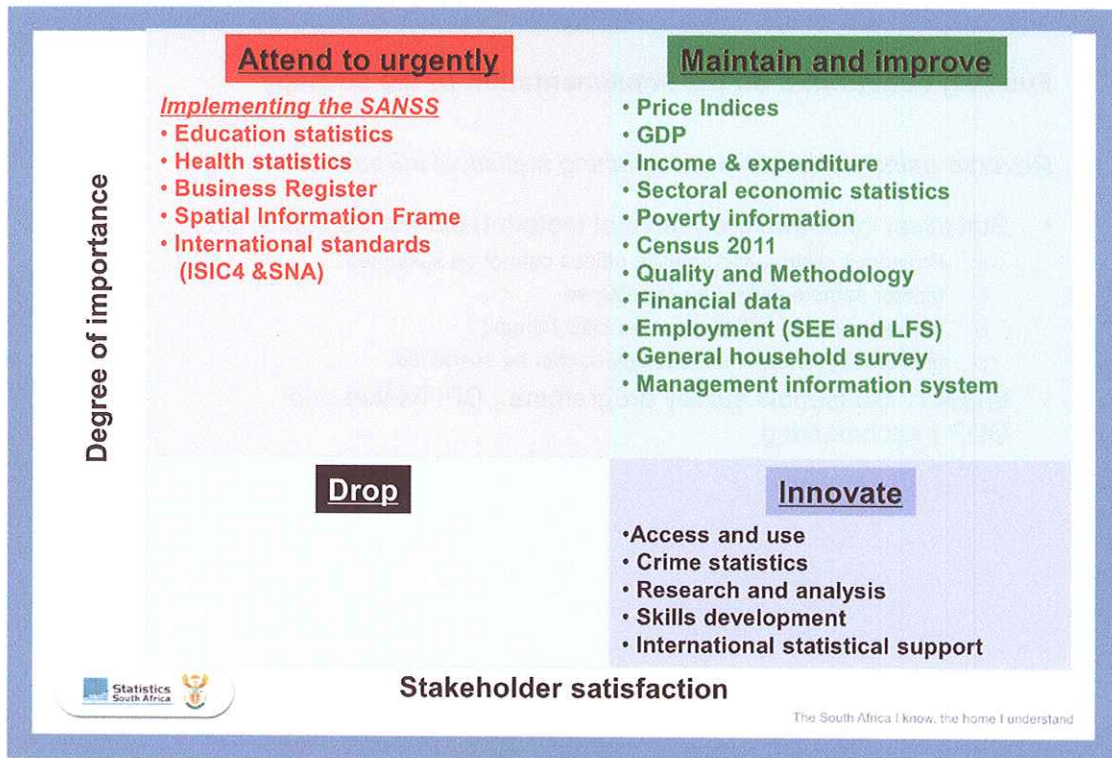 Attend to urgently
Implementing the SANSS
• Education statistics
• Health statistics
• Business Register
• Spatial Information Frame
• International standards
(ISIC4 &SNA)
Maintain and improve
• Price Indices
• GDP
• Income & expenditure
• Sectoral economic statistics
• Poverty information
• Census 2011
• Quality and Methodology
• Financial data
• Employment (SEE and LFS)
• General household survey
• Management information system
Degree of importance
Drop
Innovate
•Access and use
• Crime statistics
• Research and analysis
• Skills development
• International statistical support
Stakeholder satisfaction
Statistics
South Africa
The South Africa I know, the home I understand